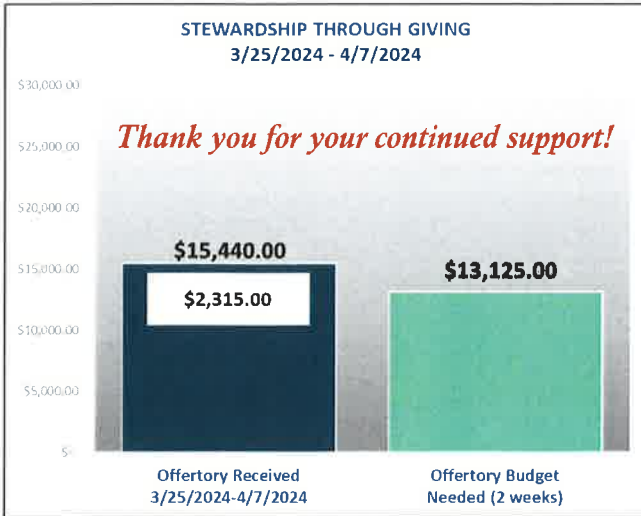 STEWARDSHIP THROUGH GIVING
3/25/2024 - 4/7/2024
$30,000.00
Thank you for your continued support!
$25,000.00
$20,000.00
$15,440.00
$15,000.00
$13,125.00
$2,315.00
$10,000.00
$5,000.00
$-
Offertory Received
3/25/2024-4/7/2024
Offertory Budget
Needed (2 weeks)